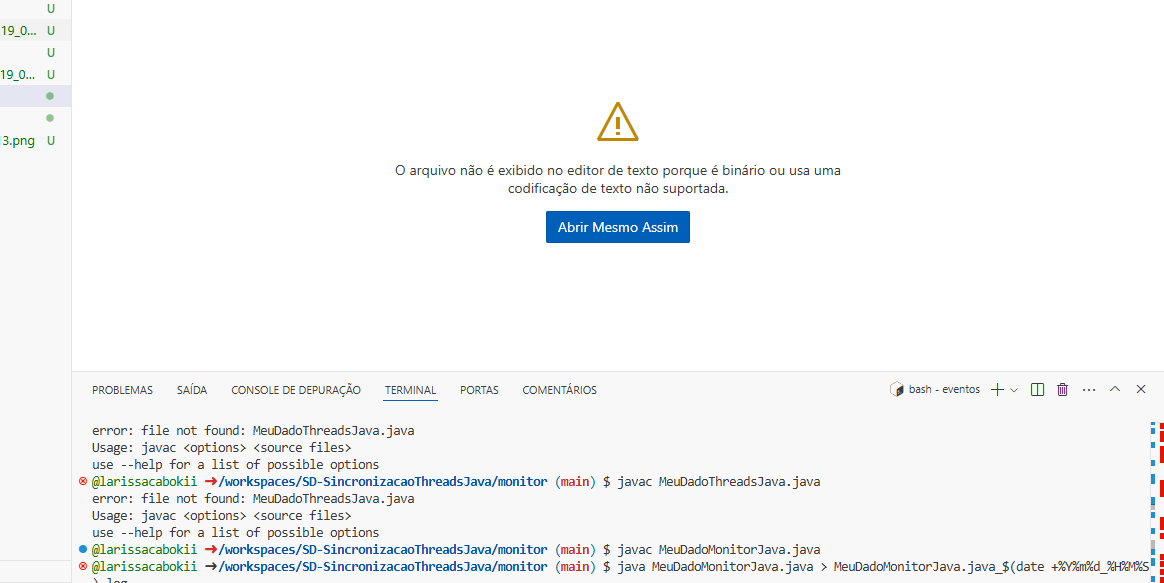 U
19_0... U
U
19_0... U
13.png U
O arquivo não é exibido no editor de texto porque é binário ou usa uma
codificação de texto não suportada.
Abrir Mesmo Assim
PROBLEMAS SAÍDA CONSOLE DE DEPURAÇÃO TERMINAL PORTAS COMENTÁRIOS bash - eventos
error: file not found: MeuDadoThreadsJava.java
Usage: javac <options> <source files>
use --help for a list of possible options
@larissacabokii ➜/workspaces/SD-SincronizacaoThreadsJava/monitor (main) $ javac MeuDadoThreadsJava.java
error: file not found: MeuDadoThreadsJava.java
Usage: javac <options> <source files>
use --help for a list of possible options
@larissacabokii ➜/workspaces/SD-SincronizacaoThreadsJava/monitor (main) $ javac MeuDadoMonitorJava.java
@larissacabokii ➜/workspaces/SD-SincronizacaoThreadsJava/monitor (main) $ java MeuDadoMonitorJava.java > MeuDadoMonitorJava.java_$(date +%Y%m%d_%H%M%S
).log